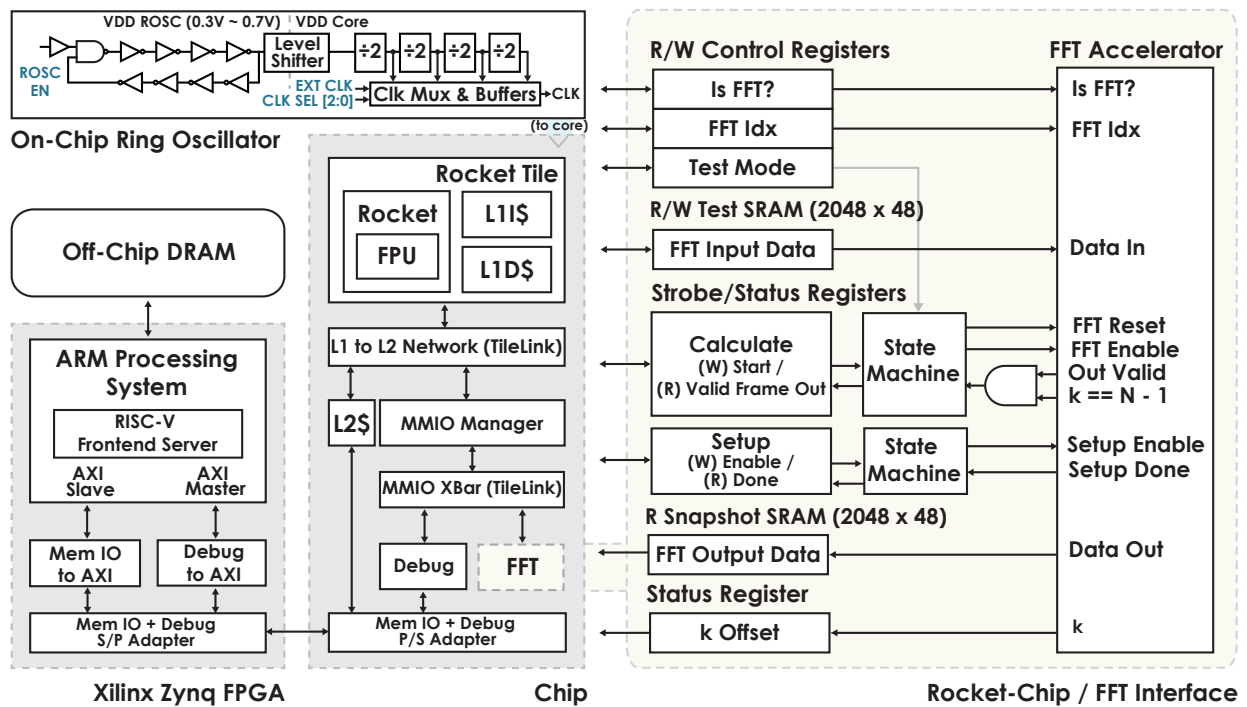 VDD ROSC (0.3V ~ 0.7V)
VDD Core
ROSC
EN
Level
Shifter
÷2
÷2
÷2
÷2
EXT CLK
CLK SEL [2:0]
Clk Mux & Buffers
CLK
(to core)
On-Chip Ring Oscillator
Off-Chip DRAM
ARM Processing
System
RISC-V
Frontend Server
AXI
Slave
AXI
Master
Mem IO
to AXI
Debug
to AXI
Mem IO + Debug
S/P Adapter
Xilinx Zynq FPGA
Rocket Tile
Rocket
FPU
L1I$
L1D$
L1 to L2 Network (TileLink)
L2$
MMIO Manager
MMIO XBar (TileLink)
Debug
FFT
Mem IO + Debug
P/S Adapter
Chip
R/W Control Registers
Is FFT?
FFT Idx
Test Mode
R/W Test SRAM (2048 x 48)
FFT Input Data
Strobe/Status Registers
Calculate
(W) Start /
(R) Valid Frame Out
State
Machine
Setup
(W) Enable /
(R) Done
State
Machine
R Snapshot SRAM (2048 x 48)
FFT Output Data
Status Register
k Offset
FFT Accelerator
Is FFT?
FFT Idx
Data In
FFT Reset
FFT Enable
Out Valid
k == N - 1
Setup Enable
Setup Done
Data Out
k
Rocket-Chip / FFT Interface